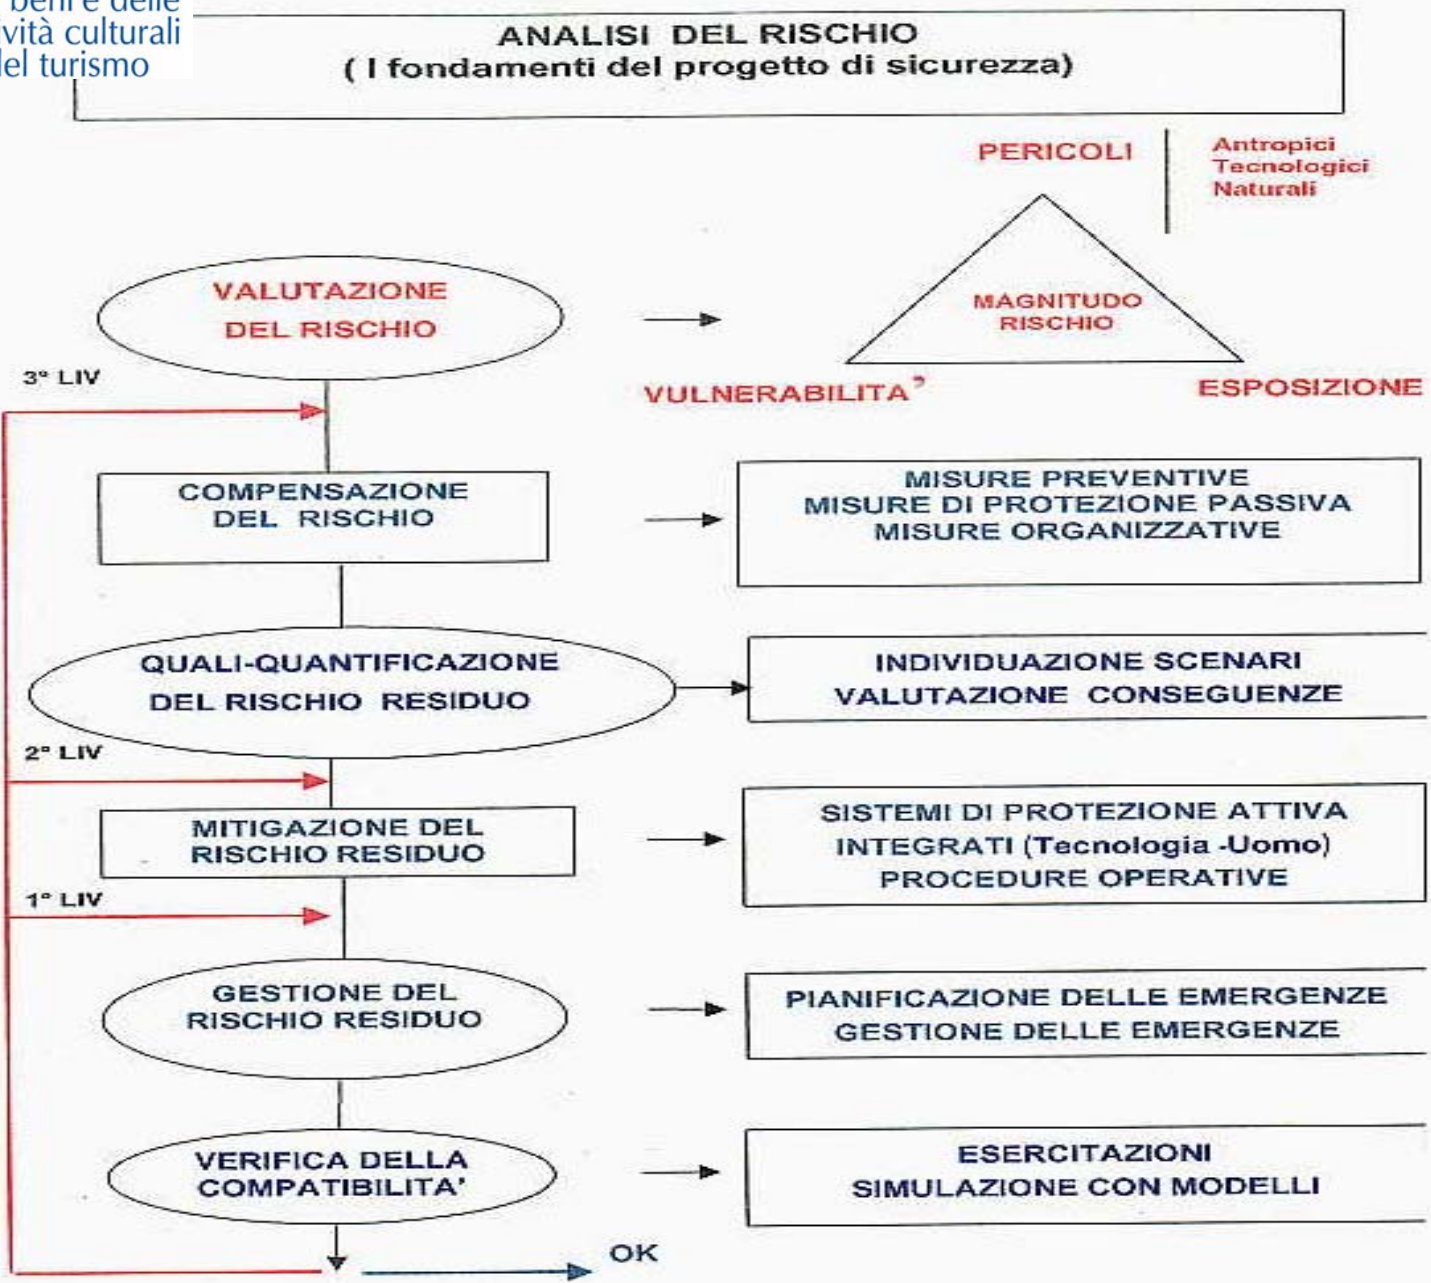 beni e delle
vità culturali
del turismo
ANALISI DEL RISCHIO
( I fondamenti del progetto di sicurezza)
PERICOLI
Antropici
Tecnologici
Naturali
VALUTAZIONE
DEL RISCHIO
MAGNITUDO
RISCHIO
VULNERABILITA’
ESPOSIZIONE
3° LIV
COMPENSAZIONE
DEL RISCHIO
MISURE PREVENTIVE
MISURE DI PROTEZIONE PASSIVA
MISURE ORGANIZZATIVE
QUALI-QUANTIFICAZIONE
DEL RISCHIO RESIDUO
INDIVIDUAZIONE SCENARI
VALUTAZIONE CONSEGUENZE
2° LIV
MITIGAZIONE DEL
RISCHIO RESIDUO
SISTEMI DI PROTEZIONE ATTIVA
INTEGRATI (Tecnologia -Uomo)
PROCEDURE OPERATIVE
1° LIV
GESTIONE DEL
RISCHIO RESIDUO
PIANIFICAZIONE DELLE EMERGENZE
GESTIONE DELLE EMERGENZE
VERIFICA DELLA
COMPATIBILITA’
ESERCITAZIONI
SIMULAZIONE CON MODELLI
OK